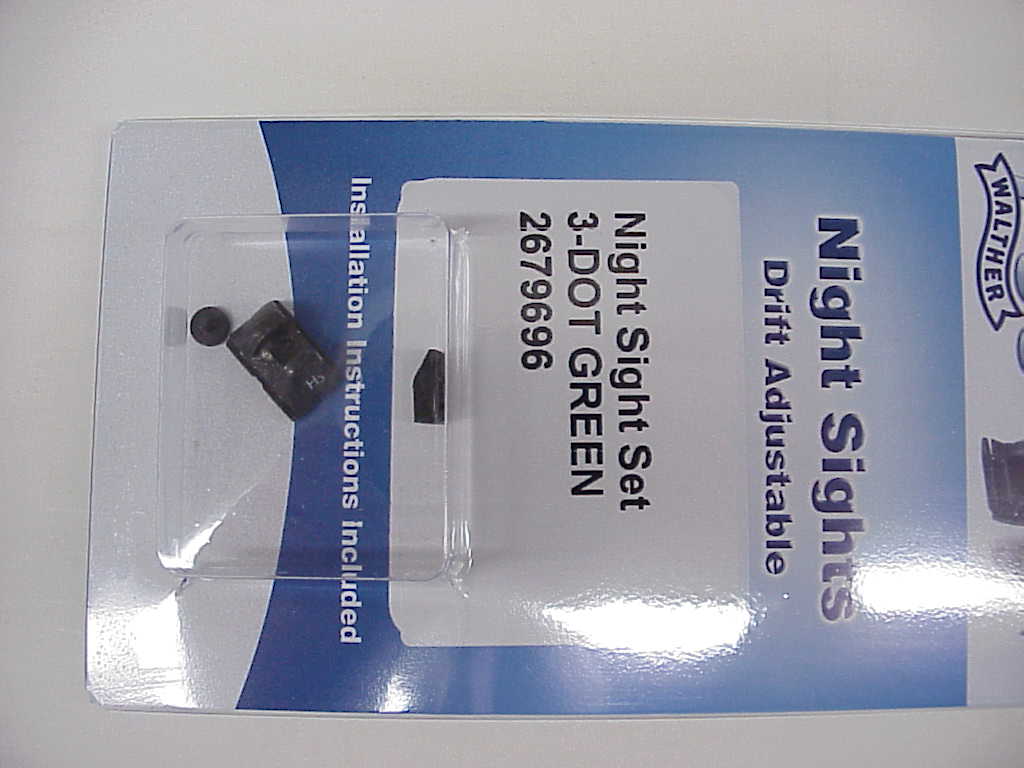 WALTHER
Night Sights
Drift Adjustable
Night Sight Set
3-DOT GREEN
2679696
Installation Instructions Included